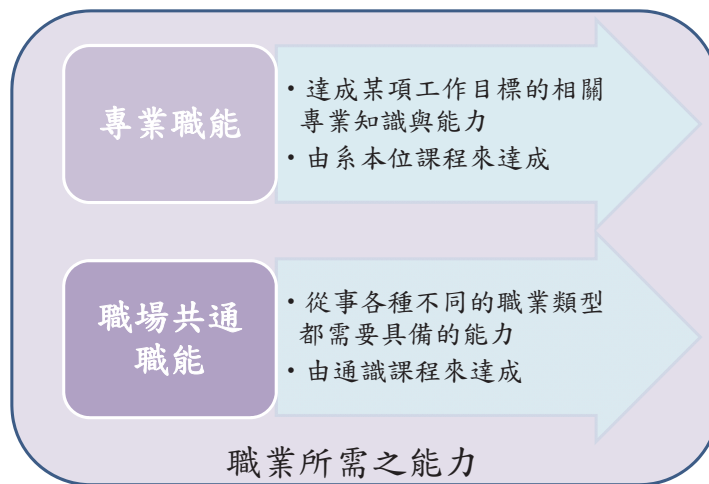 專業職能
・達成某項工作目標的相關
專業知識與能力
・由系本位課程來達成
職場共通
職能
・從事各種不同的職業類型
都需要具備的能力
・由通識課程來達成
職業所需之能力